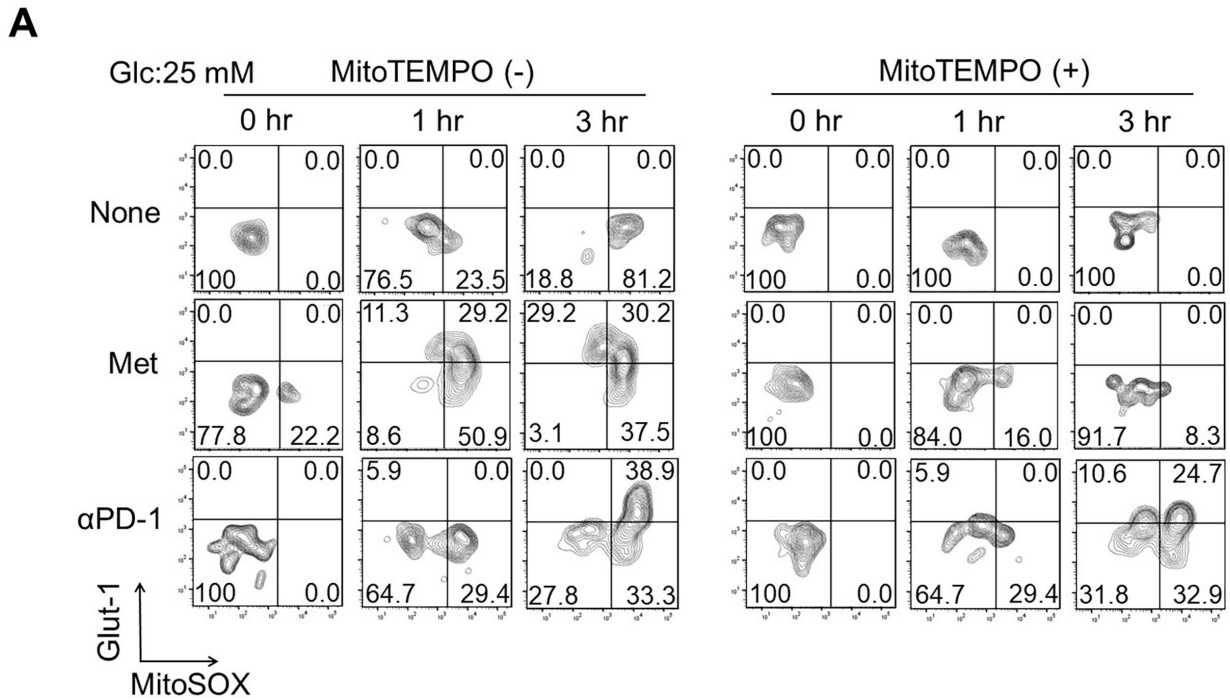 A
Glc:25 mM MitoTEMPO (-) MitoTEMPO (+)
0 hr 1 hr 3 hr 0 hr 1 hr 3 hr
0.0 0.0 0.0 0.0 0.0 0.0 0.0 0.0 0.0 0.0 0.0 0.0
None
100 0.0 76.5 23.5 18.8 81.2 100 0.0 100 0.0 100 0.0
0.0 0.0 11.3 29.2 29.2 30.2 0.0 0.0 0.0 0.0 0.0 0.0
Met
77.8 22.2 8.6 50.9 3.1 37.5 100 0.0 84.0 16.0 91.7 8.3
0.0 0.0 5.9 0.0 0.0 38.9 0.0 0.0 5.9 0.0 10.6 24.7
αPD-1
100 0.0 64.7 29.4 27.8 33.3 100 0.0 64.7 29.4 31.8 32.9
Glut-1
MitoSOX